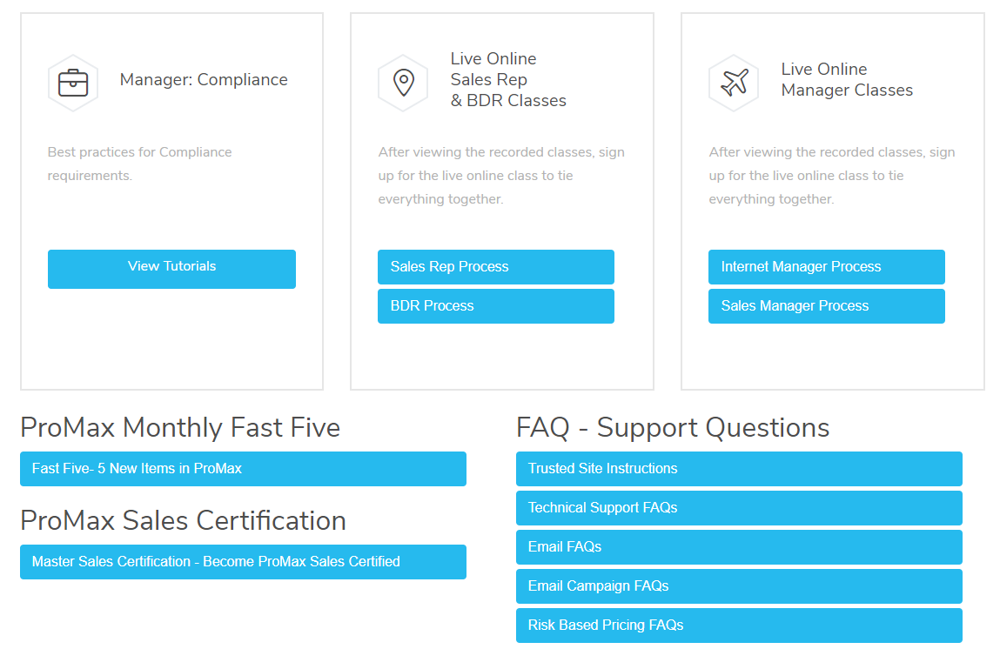 Manager: Compliance
Best practices for Compliance
requirements.
View Tutorials
Live Online
Sales Rep
& BDR Classes
After viewing the recorded classes, sign
up for the live online class to tie
everything together.
Sales Rep Process
BDR Process
Live Online
Manager Classes
After viewing the recorded classes, sign
up for the live online class to tie
everything together.
Internet Manager Process
Sales Manager Process
ProMax Monthly Fast Five
Fast Five- 5 New Items in ProMax
ProMax Sales Certification
Master Sales Certification - Become ProMax Sales Certified
FAQ - Support Questions
Trusted Site Instructions
Technical Support FAQs
Email FAQs
Email Campaign FAQs
Risk Based Pricing FAQs